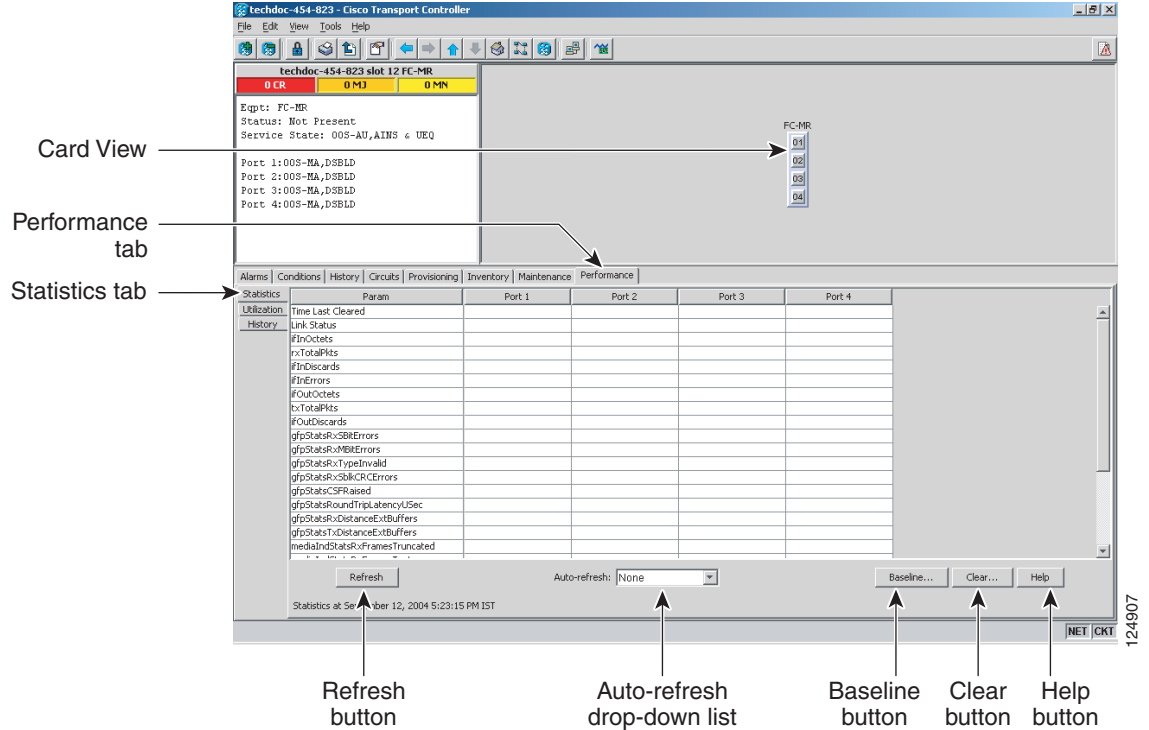 techdoc-454-823 - Cisco Transport Controller
File Edit View Tools Help
techdoc-454-823 slot 12 FC-MR
0 CR 0 MJ 0 MN
Eqpt: FC-MR
Status: Not Present
Service State: OOS-AU,AINS & UEQ
Port 1:OOS-MA,DSBLD
Port 2:OOS-MA,DSBLD
Port 3:OOS-MA,DSBLD
Port 4:OOS-MA,DSBLD
FC-MR
01
02
03
04
Card View
Performance
tab
Statistics tab
Alarms Conditions History Circuits Provisioning Inventory Maintenance Performance
Statistics
Utilization
History
Param Port 1 Port 2 Port 3 Port 4
Time Last Cleared
Link Status
ifInOctets
rxTotalPkts
ifInDiscards
ifInErrors
ifOutOctets
txTotalPkts
ifOutDiscards
gfpStatsRxSBitErrors
gfpStatsRxMBitErrors
gfpStatsRxTypeInvalid
gfpStatsRxSblkCRCErrors
gfpStatsCSFRaised
gfpStatsRoundTripLatencyUSec
gfpStatsRxDistanceExtBuffers
gfpStatsTxDistanceExtBuffers
mediaIndStatsRxFramesTruncated
Refresh Auto-refresh: None Baseline... Clear... Help
Statistics at September 12, 2004 5:23:15 PM IST
NET CKT
124907
Refresh
button
Auto-refresh
drop-down list
Baseline
button
Clear
button
Help
button